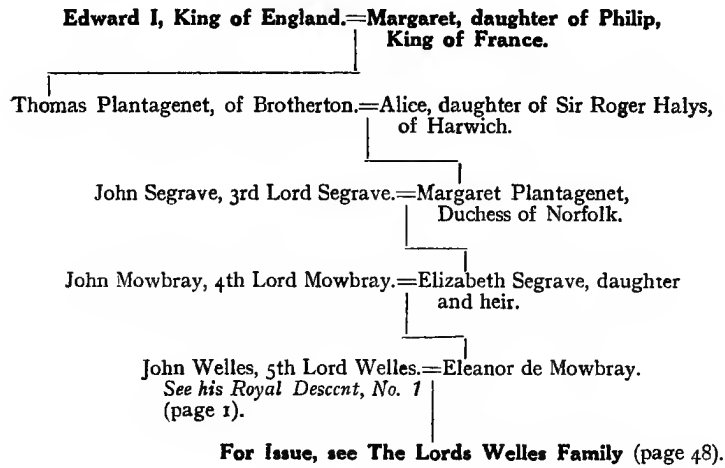 Edward I, King of England.=Margaret, daughter of Philip,
King of France.
Thomas Plantagenet, of Brotherton.=Alice, daughter of Sir Roger Halys,
of Harwich.
John Segrave, 3rd Lord Segrave.=Margaret Plantagenet,
Duchess of Norfolk.
John Mowbray, 4th Lord Mowbray.=Elizabeth Segrave, daughter
and heir.
John Welles, 5th Lord Welles.=Eleanor de Mowbray.
See his Royal Descent, No. 1
(page 1).
For Issue, see The Lords Welles Family (page 48).